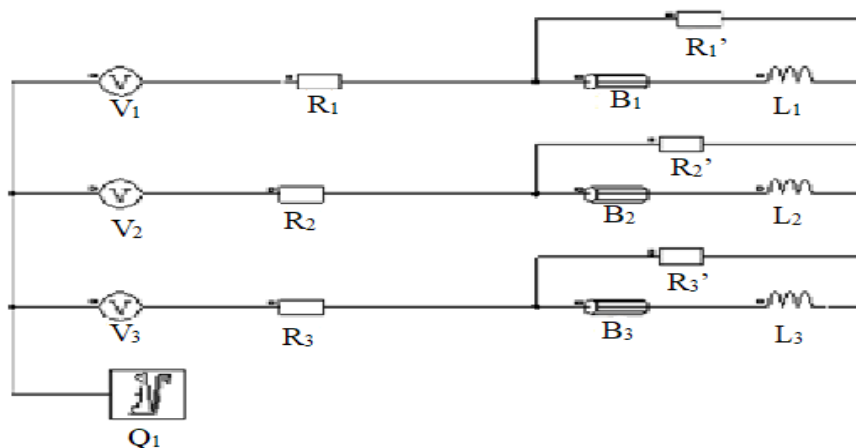 R1’
V1 R1 B1 L1
R2’
V2 R2 B2 L2
R3’
V3 R3 B3 L3
Q1